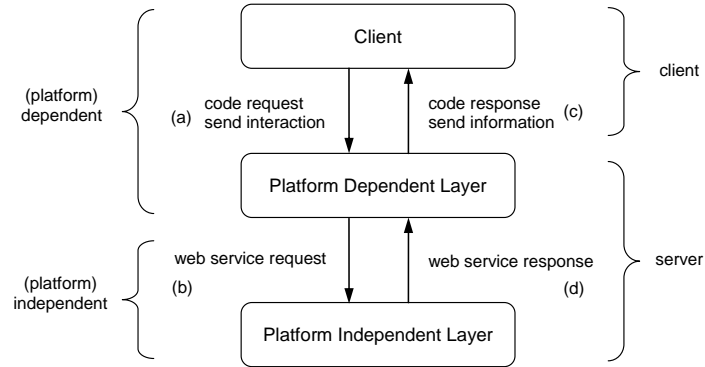 Client
(platform)
dependent
(a)
code request
send interaction
code response
send information
(c)
client
Platform Dependent Layer
(platform)
independent
web service request
(b)
web service response
(d)
server
Platform Independent Layer